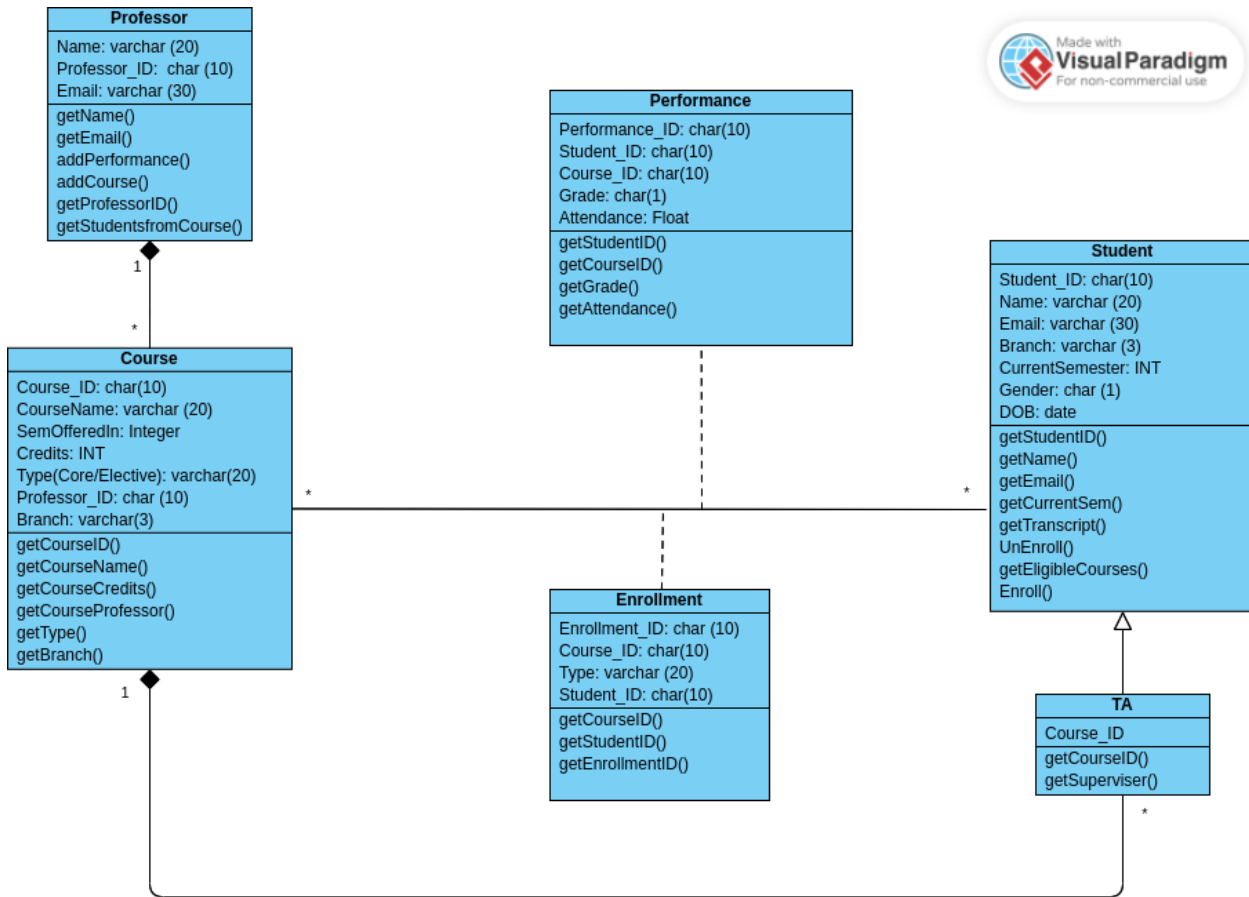 Professor
Name: varchar (20)
Professor_ID:  char (10)
Email: varchar (30)
getName()
getEmail()
addPerformance()
addCourse()
getProfessorID()
getStudentsfromCourse()
Made with
Visual Paradigm
For non-commercial use
Performance
Performance_ID: char(10)
Student_ID: char(10)
Course_ID: char(10)
Grade: char(1)
Attendance: Float
getStudentID()
getCourseID()
getGrade()
getAttendance()
Student
Student_ID: char(10)
Name: varchar (20)
Email: varchar (30)
Branch: varchar (3)
CurrentSemester: INT
Gender: char (1)
DOB: date
getStudentID()
getName()
getEmail()
getCurrentSem()
getTranscript()
UnEnroll()
getEligibleCourses()
Enroll()
1
*
Course
Course_ID: char(10)
CourseName: varchar (20)
SemOfferedIn: Integer
Credits: INT
Type(Core/Elective): varchar(20)
Professor_ID: char (10)
Branch: varchar(3)
getCourseID()
getCourseName()
getCourseCredits()
getCourseProfessor()
getType()
getBranch()
*
*
Enrollment
Enrollment_ID: char (10)
Course_ID: char(10)
Type: varchar (20)
Student_ID: char(10)
getCourseID()
getStudentID()
getEnrollmentID()
1
TA
Course_ID
getCourseID()
getSuperviser()
*